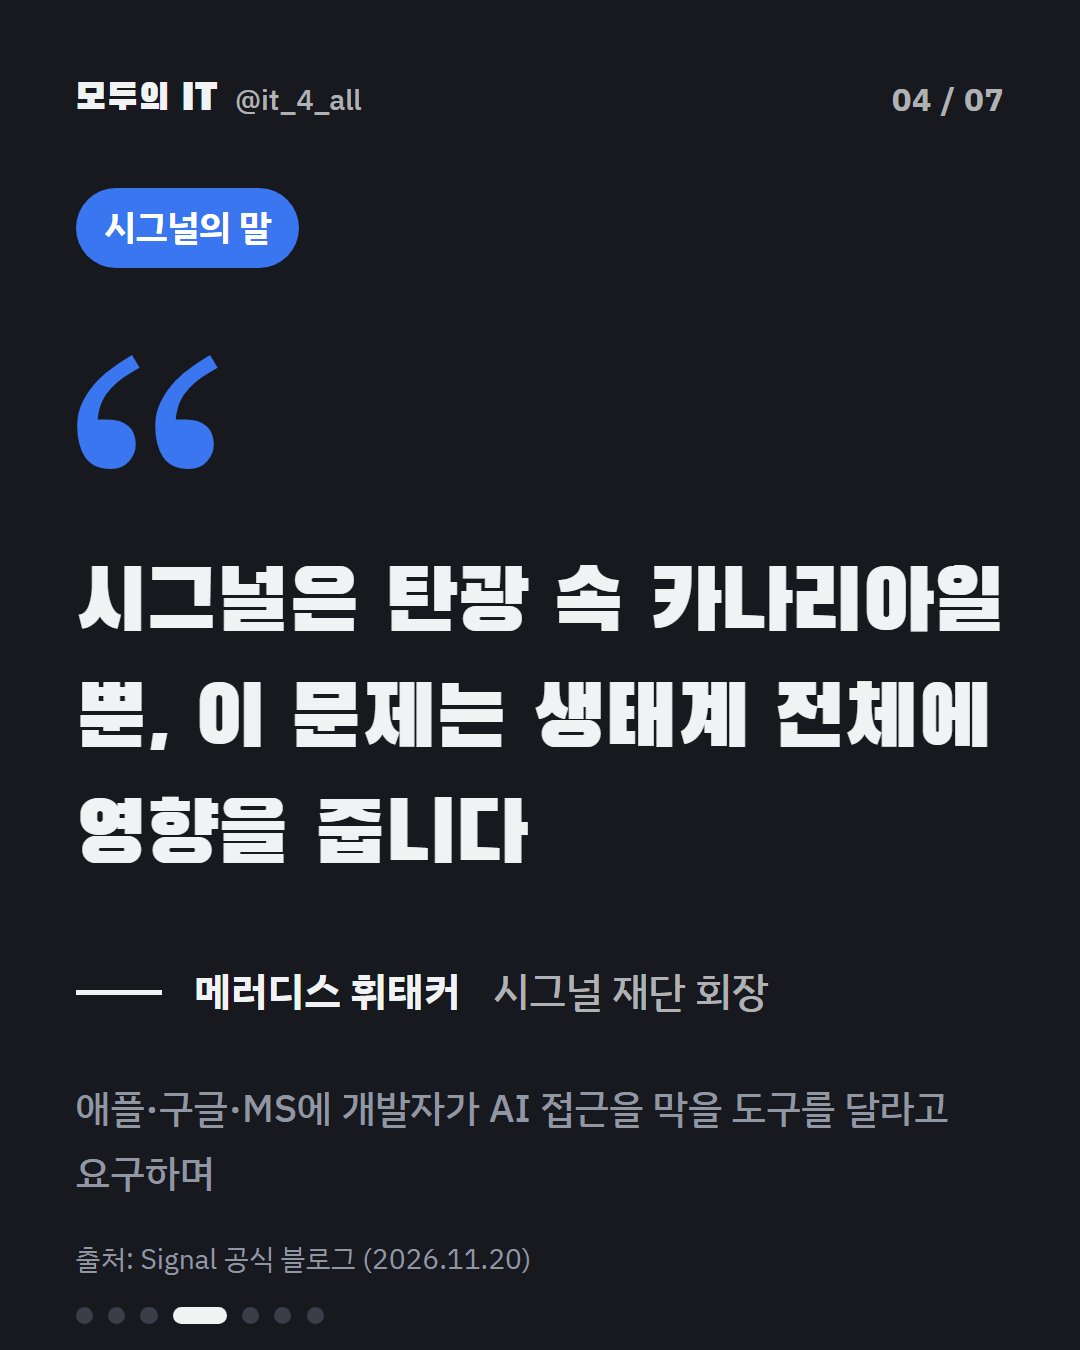 모두의 IT @it_4_all
04 / 07
시그널의 말
“
시그널은 탄광 속 카나리아일
뿐, 이 문제는 생태계 전체에
영향을 줍니다
메러디스 휘태커 시그널 재단 회장
애플·구글·MS에 개발자가 AI 접근을 막을 도구를 달라고
요구하며
출처: Signal 공식 블로그 (2026.11.20)